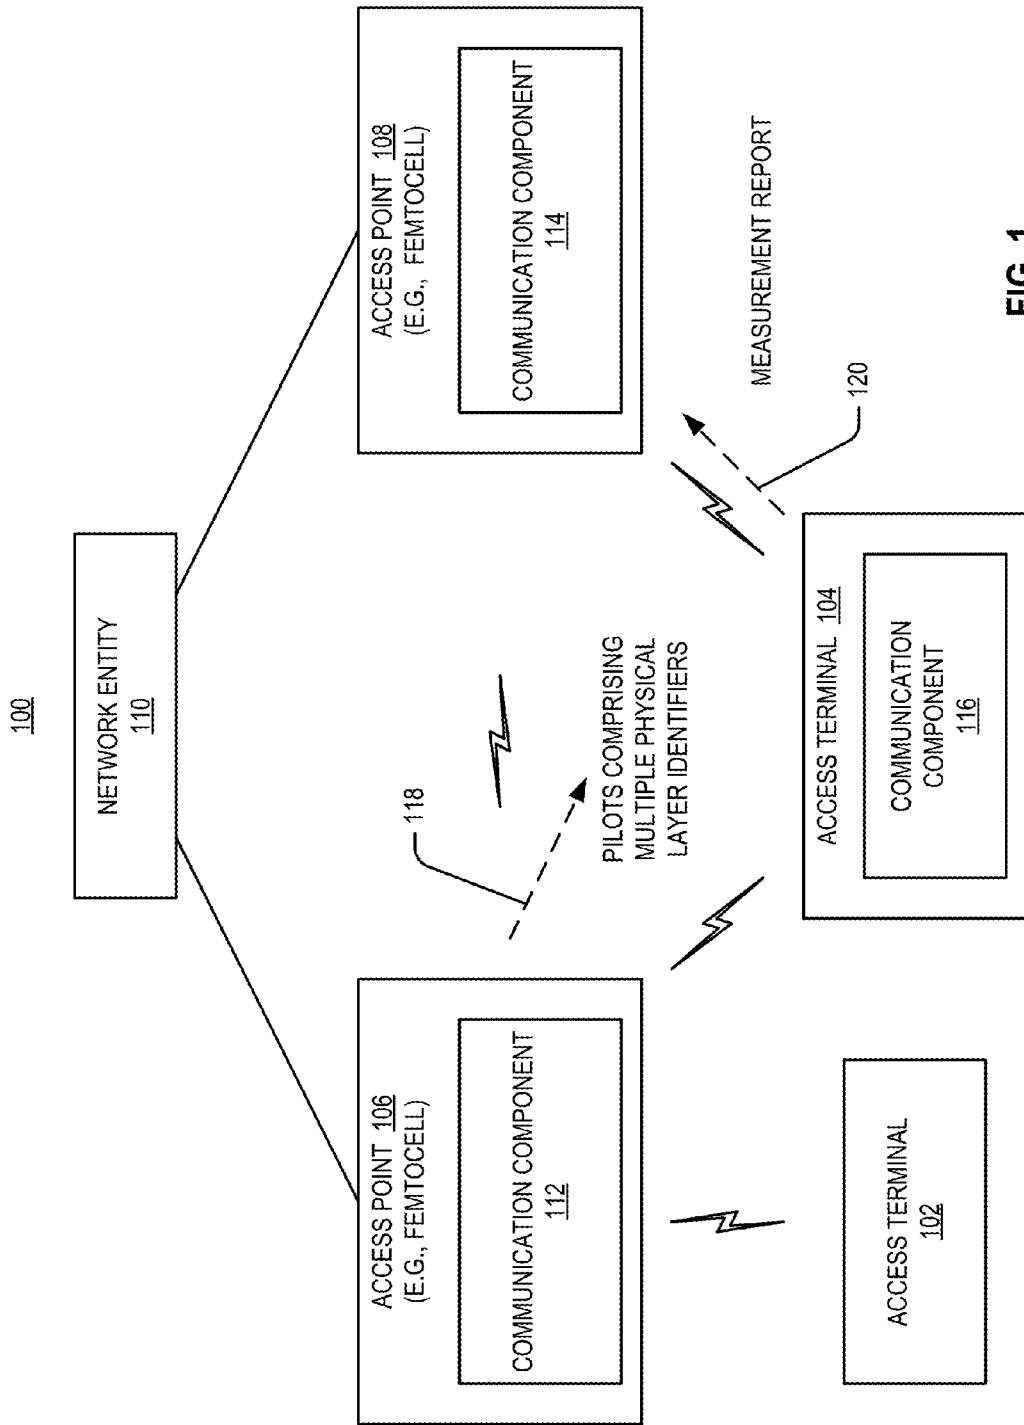 100
NETWORK ENTITY
110
ACCESS POINT 106
(E.G., FEMTOCELL)
COMMUNICATION COMPONENT
112
ACCESS POINT 108
(E.G., FEMTOCELL)
COMMUNICATION COMPONENT
114
118
PILOTS COMPRISING
MULTIPLE PHYSICAL
LAYER IDENTIFIERS
MEASUREMENT REPORT
120
ACCESS TERMINAL
102
ACCESS TERMINAL 104
COMMUNICATION
COMPONENT
116
FIG. 1